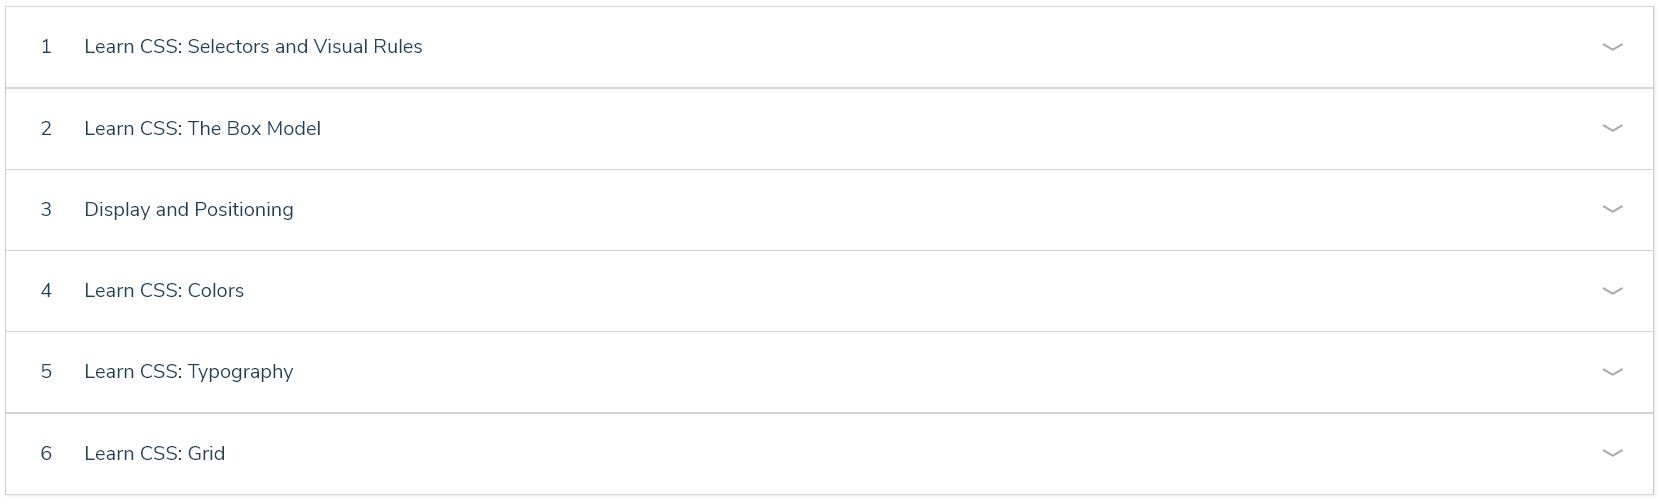 1 Learn CSS: Selectors and Visual Rules
2 Learn CSS: The Box Model
3 Display and Positioning
4 Learn CSS: Colors
5 Learn CSS: Typography
6 Learn CSS: Grid